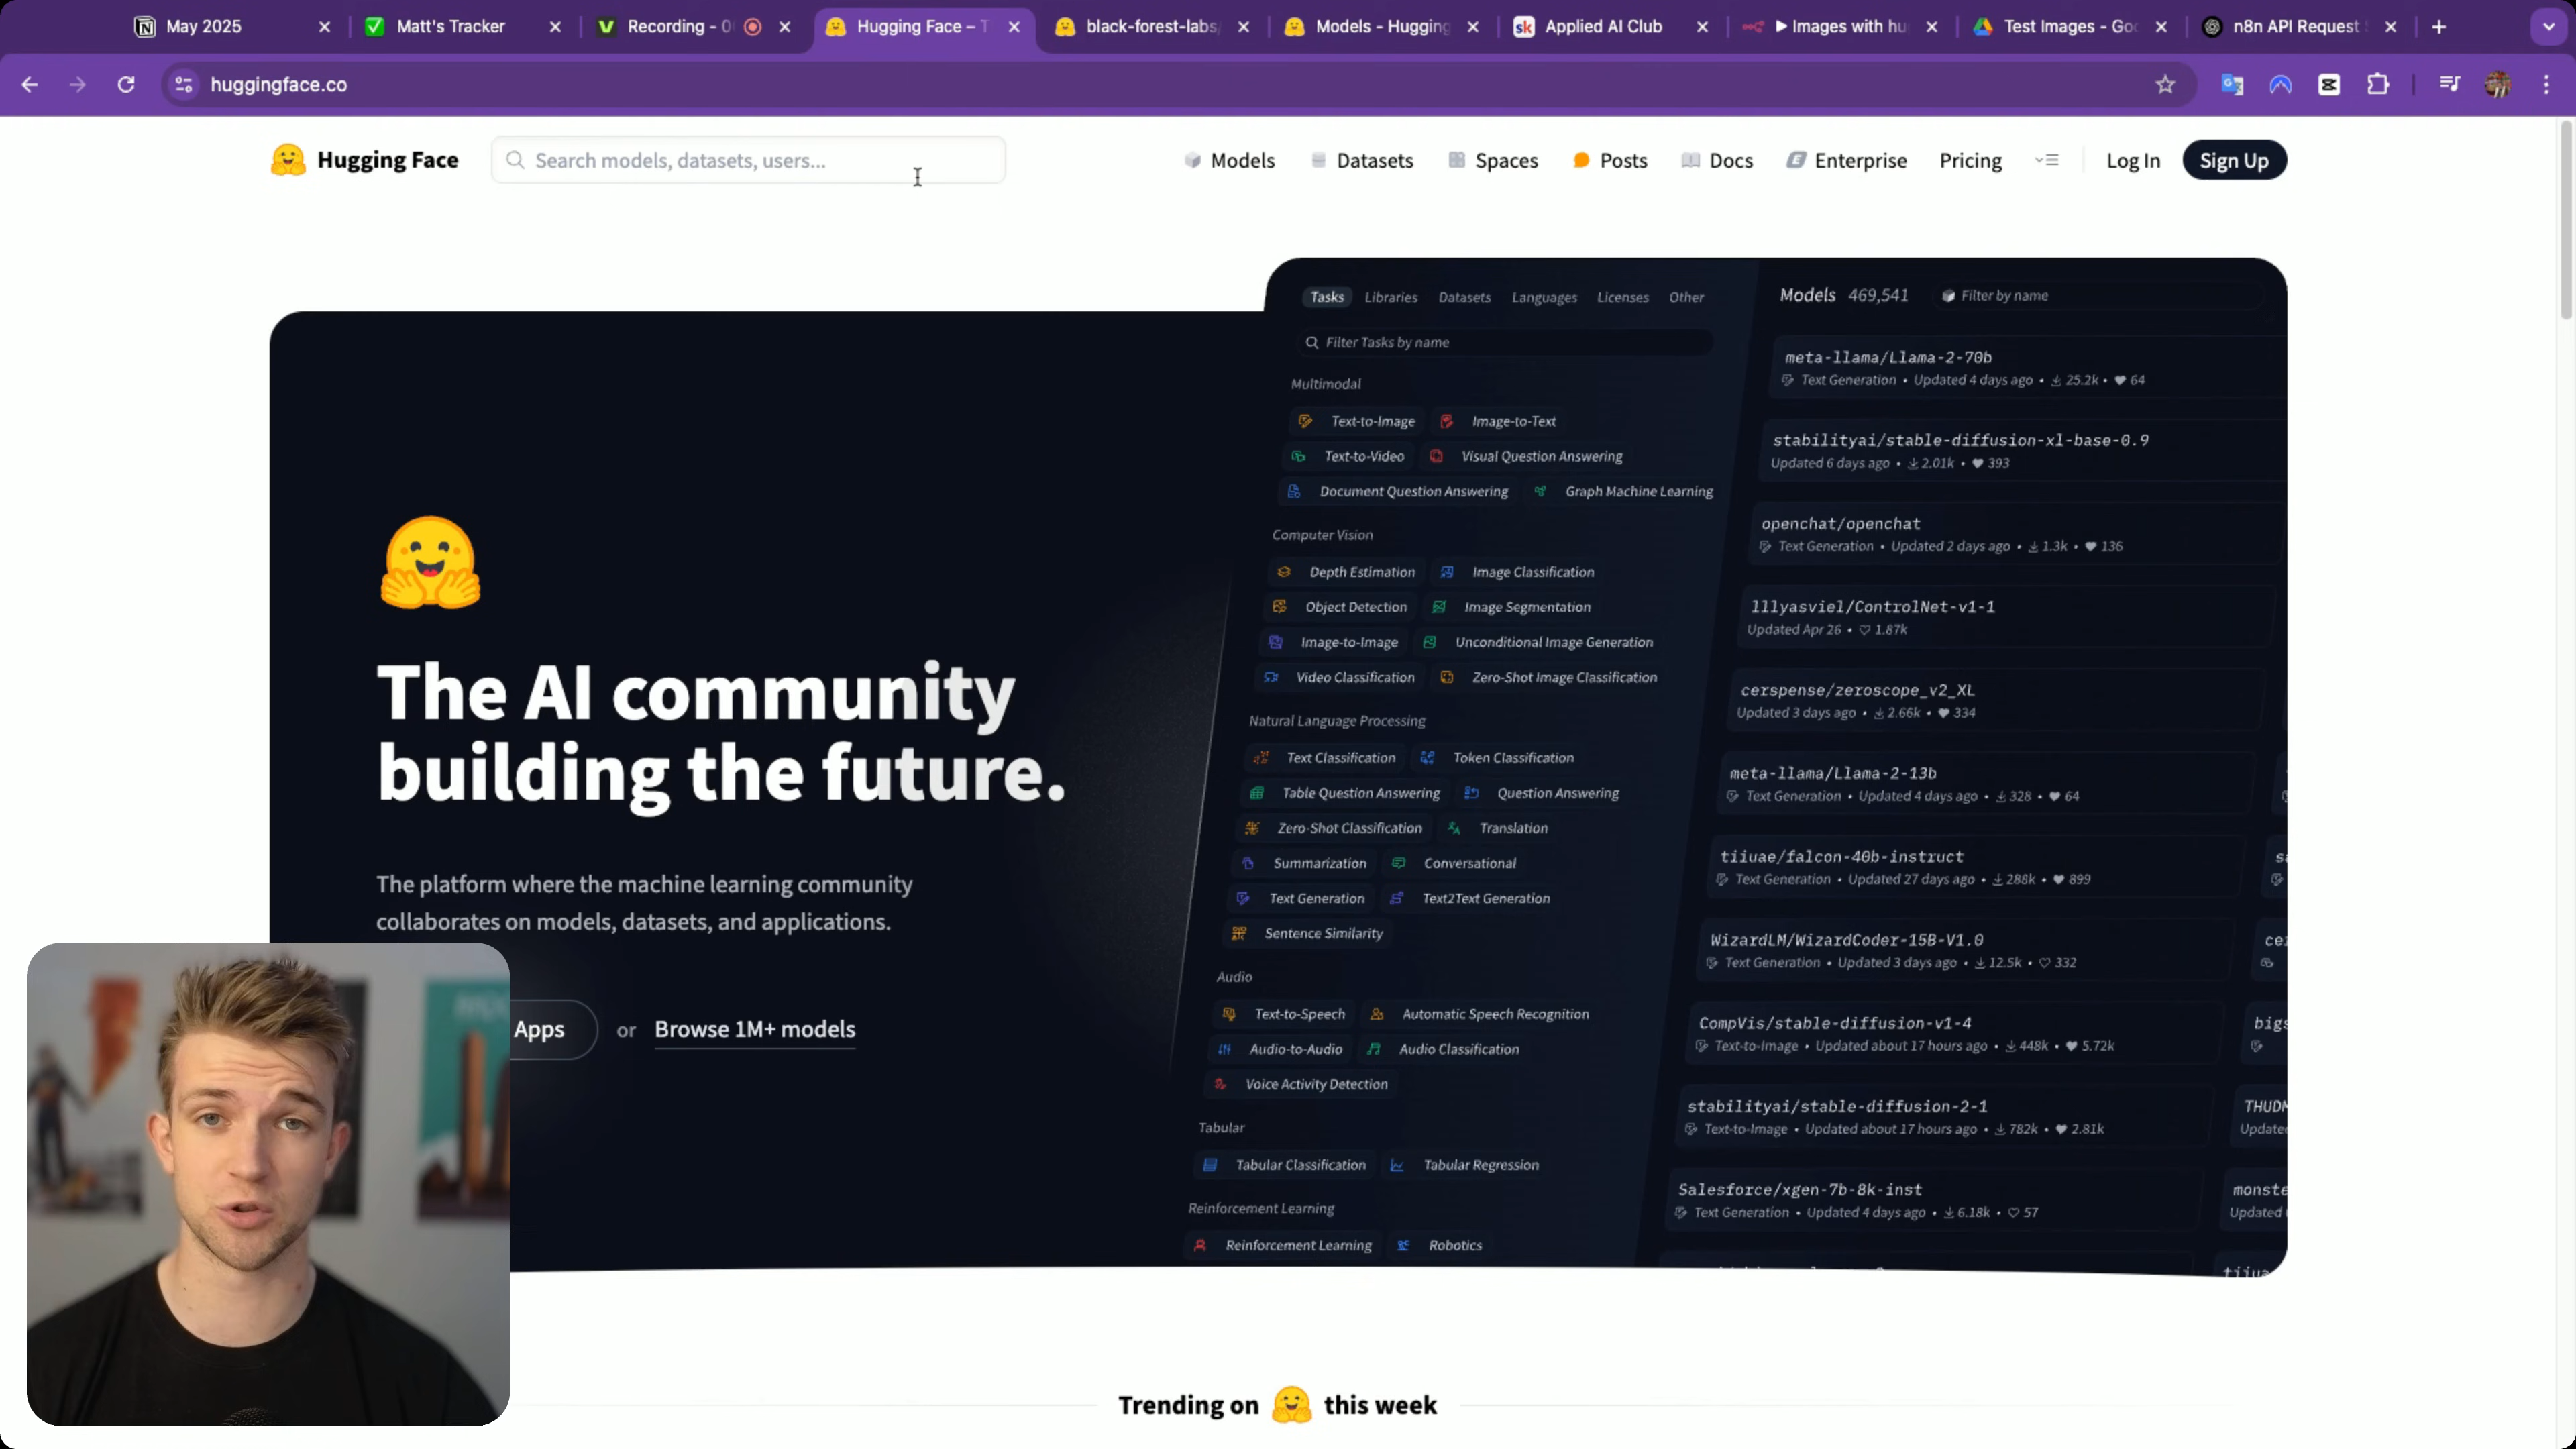 May 2025
Matt's Tracker
Recording - 0
Hugging Face – T
black-forest-labs/
Models - Hugging
Applied AI Club
▶ Images with hu
Test Images - Goo
n8n API Request
huggingface.co
Hugging Face
Search models, datasets, users...
Models
Datasets
Spaces
Posts
Docs
Enterprise
Pricing
Log In
Sign Up
The AI community
building the future.
The platform where the machine learning community
collaborates on models, datasets, and applications.
Apps
or
Browse 1M+ models
Tasks Libraries Datasets Languages Licenses Other
Filter Tasks by name
Multimodal
Text-to-Image Image-to-Text
Text-to-Video Visual Question Answering
Document Question Answering Graph Machine Learning
Computer Vision
Depth Estimation Image Classification
Object Detection Image Segmentation
Image-to-Image Unconditional Image Generation
Video Classification Zero-Shot Image Classification
Natural Language Processing
Text Classification Token Classification
Table Question Answering Question Answering
Zero-Shot Classification Translation
Summarization Conversational
Text Generation Text2Text Generation
Sentence Similarity
Audio
Text-to-Speech Automatic Speech Recognition
Audio-to-Audio Audio Classification
Voice Activity Detection
Tabular
Tabular Classification Tabular Regression
Reinforcement Learning
Reinforcement Learning Robotics
Models 469,541 Filter by name
meta-llama/Llama-2-70b
Text Generation • Updated 4 days ago • 25.2k • 64
stabilityai/stable-diffusion-xl-base-0.9
Updated 6 days ago • 2.01k • 393
openchat/openchat
Text Generation • Updated 2 days ago • 1.3k • 136
lllyasviel/ControlNet-v1-1
Updated Apr 26 • 1.87k
cerspense/zeroscope_v2_XL
Updated 3 days ago • 2.66k • 334
meta-llama/Llama-2-13b
Text Generation • Updated 4 days ago • 328 • 64
tiiuae/falcon-40b-instruct
Text Generation • Updated 27 days ago • 288k • 899
WizardLM/WizardCoder-15B-V1.0
Text Generation • Updated 3 days ago • 12.5k • 332
CompVis/stable-diffusion-v1-4
Text-to-Image • Updated about 17 hours ago • 448k • 5.72k
stabilityai/stable-diffusion-2-1
Text-to-Image • Updated about 17 hours ago • 782k • 2.81k
Salesforce/xgen-7b-8k-inst
Text Generation • Updated 4 days ago • 6.18k • 57
bigs
THUDM
Update
monste
Updated
tiiua
Trending on this week